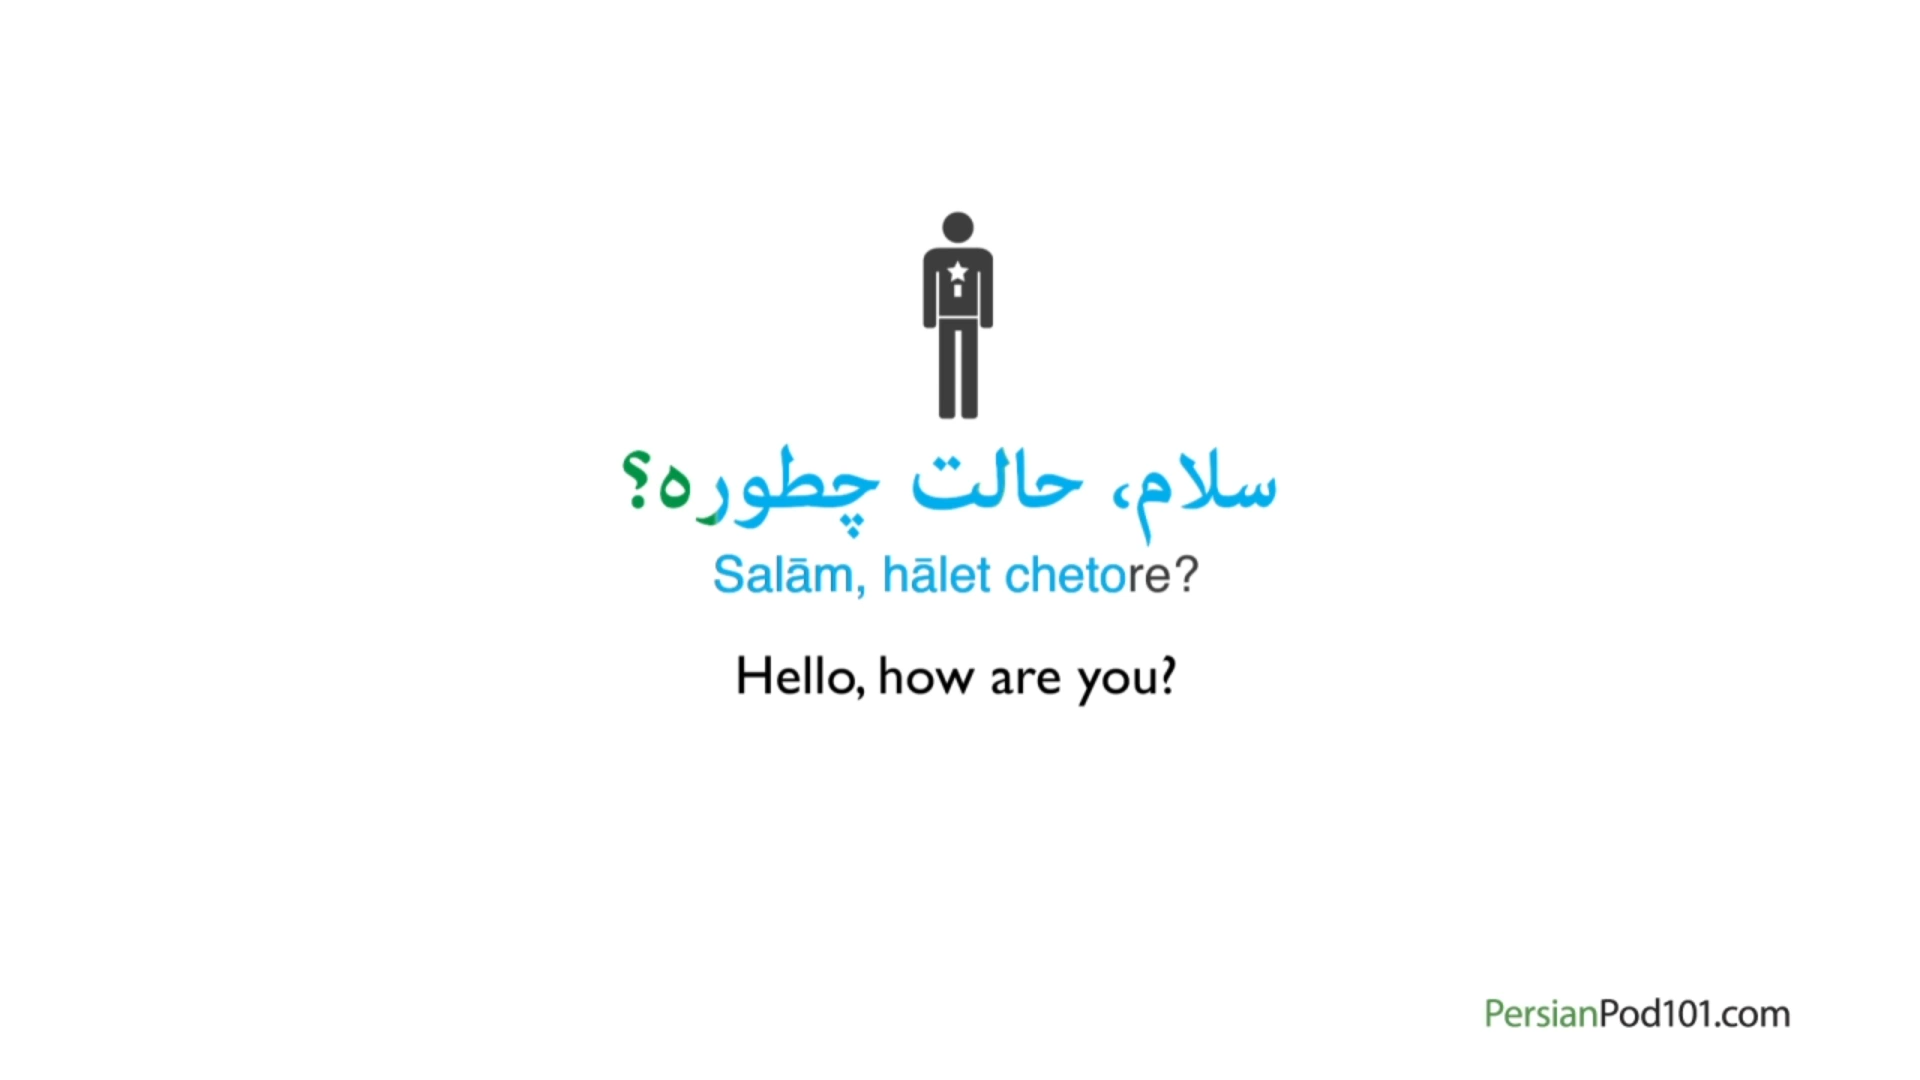 سلام، حالت چطوره؟
Salām, hālet chetore?
Hello, how are you?
PersianPod101.com